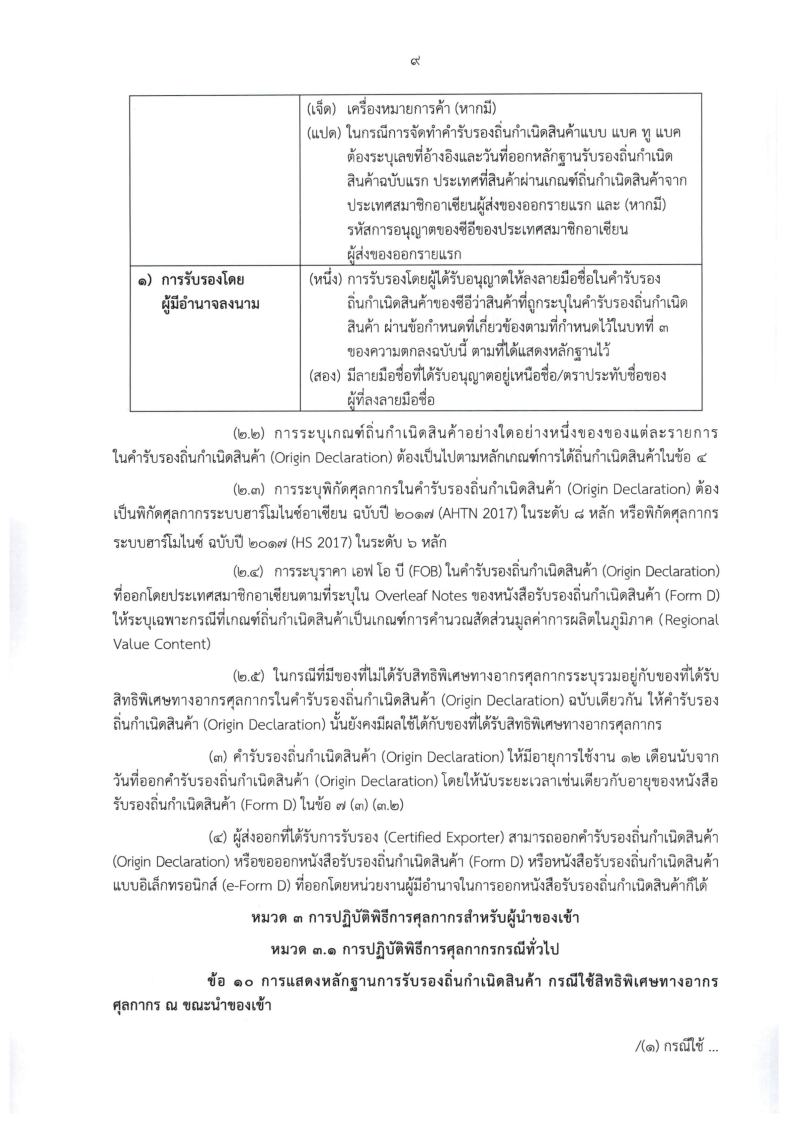 ๙
(เจ็ด) เครื่องหมายการค้า (หากมี)
(แปด) ในกรณีการจัดทำคำรับรองถิ่นกำเนิดสินค้าแบบ แบค ทู แบค
ต้องระบุเลขที่อ้างอิงและวันที่ออกหลักฐานรับรองถิ่นกำเนิด
สินค้าฉบับแรก ประเทศที่สินค้าผ่านเกณฑ์ถิ่นกำเนิดสินค้าจาก
ประเทศสมาชิกอาเซียนผู้ส่งของออกรายแรก และ (หากมี)
รหัสการอนุญาตของซีอีของประเทศสมาชิกอาเซียน
ผู้ส่งของออกรายแรก
๑) การรับรองโดย
ผู้มีอำนาจลงนาม
(หนึ่ง) การรับรองโดยผู้ได้รับอนุญาตให้ลงลายมือชื่อในคำรับรอง
ถิ่นกำเนิดสินค้าของซีอีว่าสินค้าที่ถูกระบุในคำรับรองถิ่นกำเนิด
สินค้า ผ่านข้อกำหนดที่เกี่ยวข้องตามที่กำหนดไว้ในบทที่ ๓
ของความตกลงฉบับนี้ ตามที่ได้แสดงหลักฐานไว้
(สอง) มีลายมือชื่อที่ได้รับอนุญาตอยู่เหนือชื่อ/ตราประทับชื่อของ
ผู้ที่ลงลายมือชื่อ
(๒.๒) การระบุเกณฑ์ถิ่นกำเนิดสินค้าอย่างใดอย่างหนึ่งของของแต่ละรายการ
ในคำรับรองถิ่นกำเนิดสินค้า (Origin Declaration) ต้องเป็นไปตามหลักเกณฑ์การได้ถิ่นกำเนิดสินค้าในข้อ ๔
(๒.๓) การระบุพิกัดศุลกากรในคำรับรองถิ่นกำเนิดสินค้า (Origin Declaration) ต้อง
เป็นพิกัดศุลกากรระบบฮาร์โมไนซ์อาเซียน ฉบับปี ๒๐๑๗ (AHTN 2017) ในระดับ ๘ หลัก หรือพิกัดศุลกากร
ระบบฮาร์โมไนซ์ ฉบับปี ๒๐๑๗ (HS 2017) ในระดับ ๖ หลัก
(๒.๔) การระบุราคา เอฟ โอ บี (FOB) ในคำรับรองถิ่นกำเนิดสินค้า (Origin Declaration)
ที่ออกโดยประเทศสมาชิกอาเซียนตามที่ระบุใน Overleaf Notes ของหนังสือรับรองถิ่นกำเนิดสินค้า (Form D)
ให้ระบุเฉพาะกรณีที่เกณฑ์ถิ่นกำเนิดสินค้าเป็นเกณฑ์การคำนวณสัดส่วนมูลค่าการผลิตในภูมิภาค (Regional
Value Content)
(๒.๕) ในกรณีที่มีของที่ไม่ได้รับสิทธิพิเศษทางอากรศุลกากรระบุรวมอยู่กับของที่ได้รับ
สิทธิพิเศษทางอากรศุลกากรในคำรับรองถิ่นกำเนิดสินค้า (Origin Declaration) ฉบับเดียวกัน ให้คำรับรอง
ถิ่นกำเนิดสินค้า (Origin Declaration) นั้นยังคงมีผลใช้ได้กับของที่ได้รับสิทธิพิเศษทางอากรศุลกากร
(๓) คำรับรองถิ่นกำเนิดสินค้า (Origin Declaration) ให้มีอายุการใช้งาน ๑๒ เดือนนับจาก
วันที่ออกคำรับรองถิ่นกำเนิดสินค้า (Origin Declaration) โดยให้นับระยะเวลาเช่นเดียวกับอายุของหนังสือ
รับรองถิ่นกำเนิดสินค้า (Form D) ในข้อ ๗ (๓) (๓.๒)
(๔) ผู้ส่งออกที่ได้รับการรับรอง (Certified Exporter) สามารถออกคำรับรองถิ่นกำเนิดสินค้า
(Origin Declaration) หรือขอออกหนังสือรับรองถิ่นกำเนิดสินค้า (Form D) หรือหนังสือรับรองถิ่นกำเนิดสินค้า
แบบอิเล็กทรอนิกส์ (e-Form D) ที่ออกโดยหน่วยงานผู้มีอำนาจในการออกหนังสือรับรองถิ่นกำเนิดสินค้าก็ได้
หมวด ๓ การปฏิบัติพิธีการศุลกากรสำหรับผู้นำของเข้า
หมวด ๓.๑ การปฏิบัติพิธีการศุลกากรกรณีทั่วไป
ข้อ ๑๐ การแสดงหลักฐานการรับรองถิ่นกำเนิดสินค้า กรณีใช้สิทธิพิเศษทางอากร
ศุลกากร ณ ขณะนำของเข้า
/(๑) กรณีใช้ ...